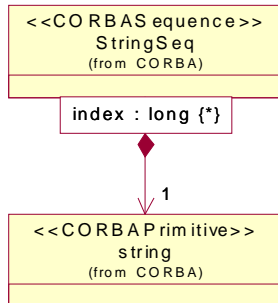 <<CORBASequence>>
StringSeq
(from CORBA)
index : long {*}
1
<<CORBAPrimitive>>
string
(from CORBA)